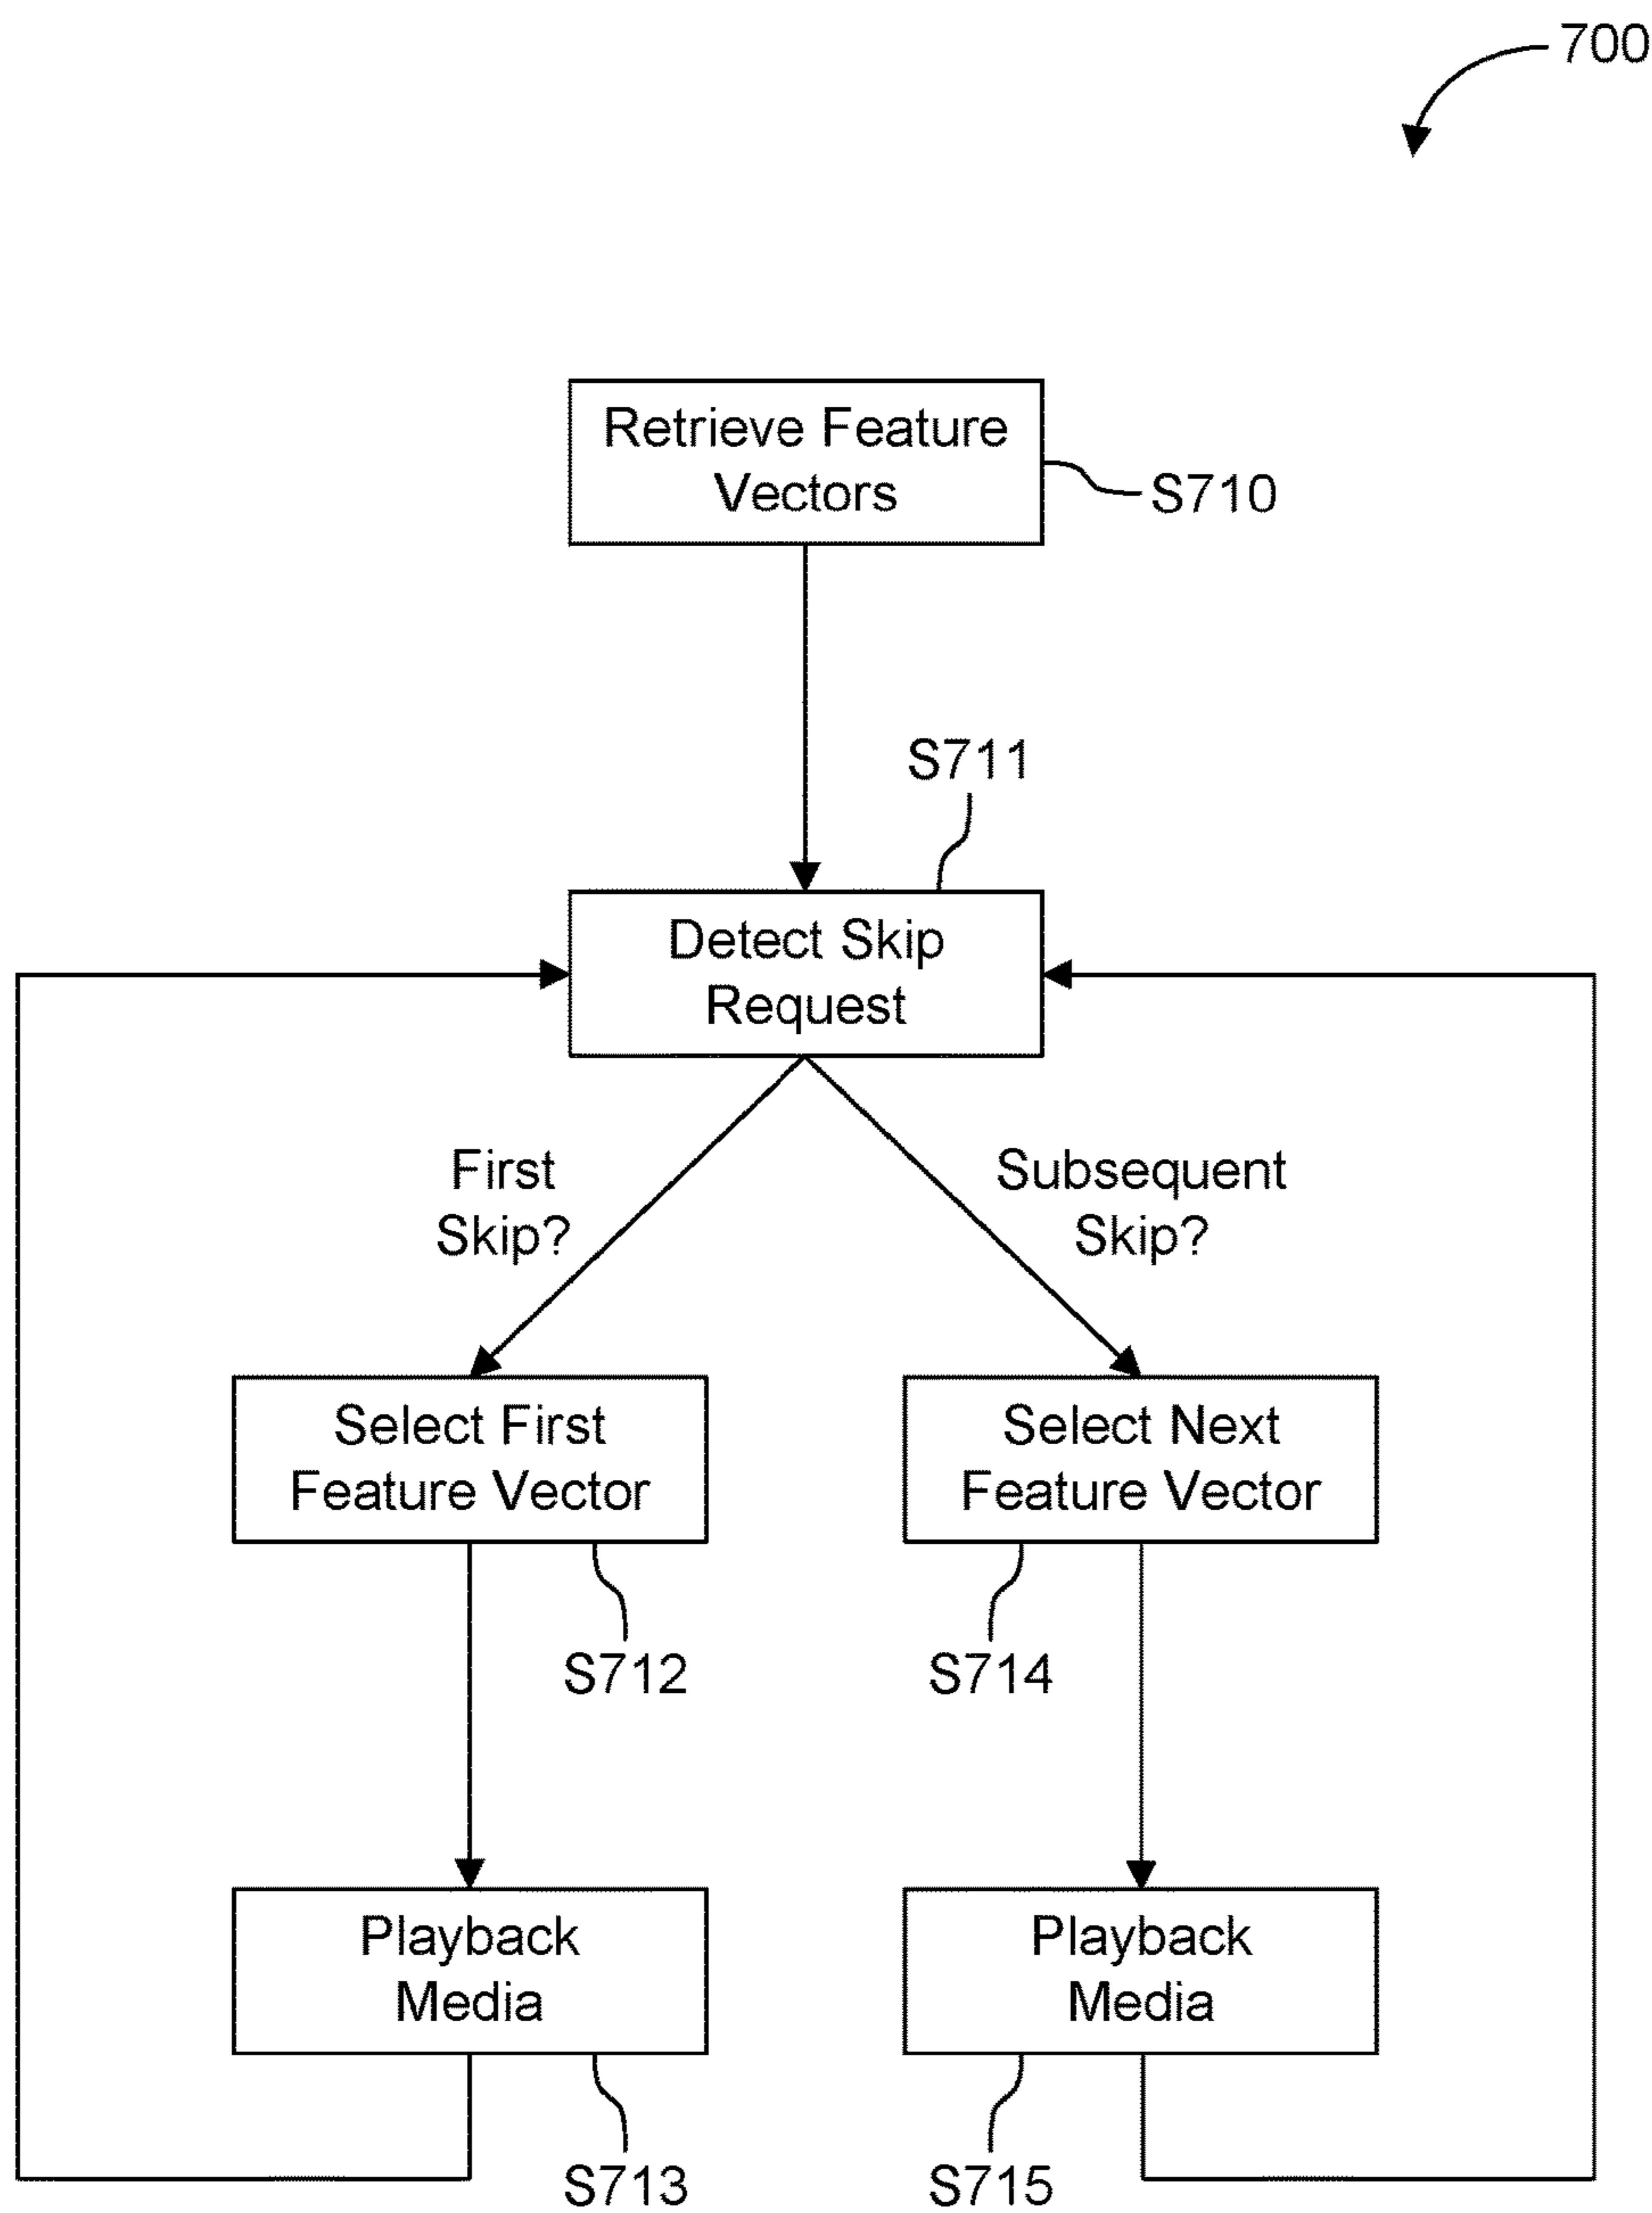 700
Retrieve Feature
Vectors
S710
S711
Detect Skip
Request
First
Skip?
Subsequent
Skip?
Select First
Feature Vector
Select Next
Feature Vector
S712
S714
Playback
Media
Playback
Media
S713
S715